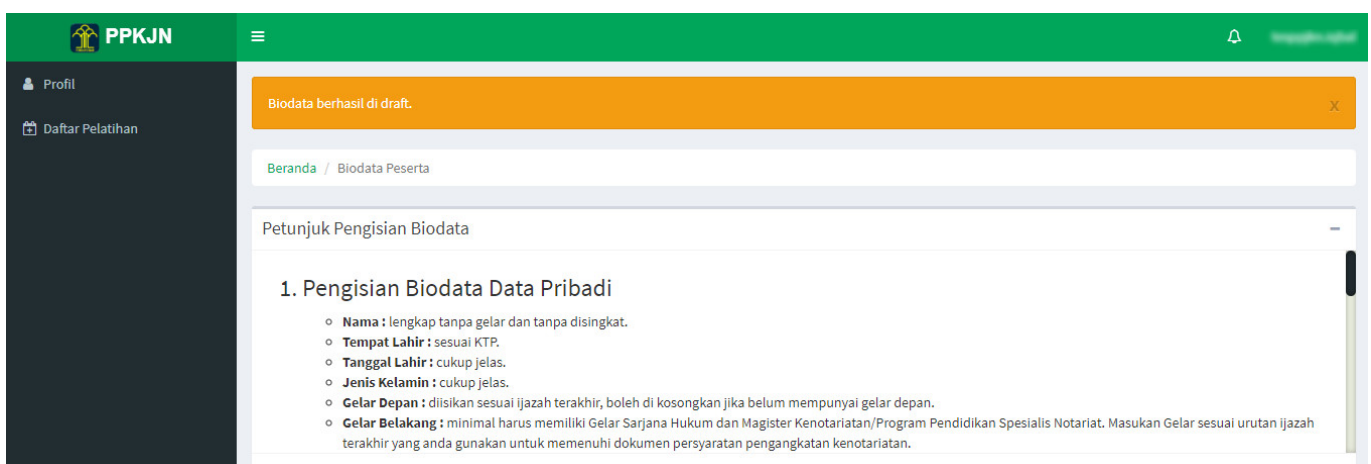 PPKJN
Profil
Daftar Pelatihan
Biodata berhasil di draft.
x
Beranda / Biodata Peserta
Petunjuk Pengisian Biodata
1. Pengisian Biodata Data Pribadi
Nama : lengkap tanpa gelar dan tanpa disingkat.
Tempat Lahir : sesuai KTP.
Tanggal Lahir : cukup jelas.
Jenis Kelamin : cukup jelas.
Gelar Depan : diisikan sesuai ijazah terakhir, boleh di kosongkan jika belum mempunyai gelar depan.
Gelar Belakang : minimal harus memiliki Gelar Sarjana Hukum dan Magister Kenotariatan/Program Pendidikan Spesialis Notariat. Masukan Gelar sesuai urutan ijazah
terakhir yang anda gunakan untuk memenuhi dokumen persyaratan pengangkatan kenotariatan.